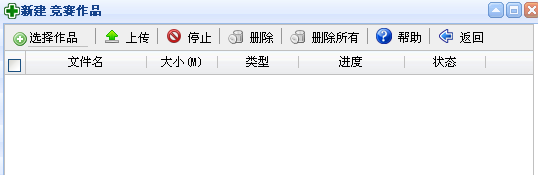 新建 竞赛作品
选择作品 上传 停止 删除 删除所有 帮助 返回
文件名 大小(M) 类型 进度 状态